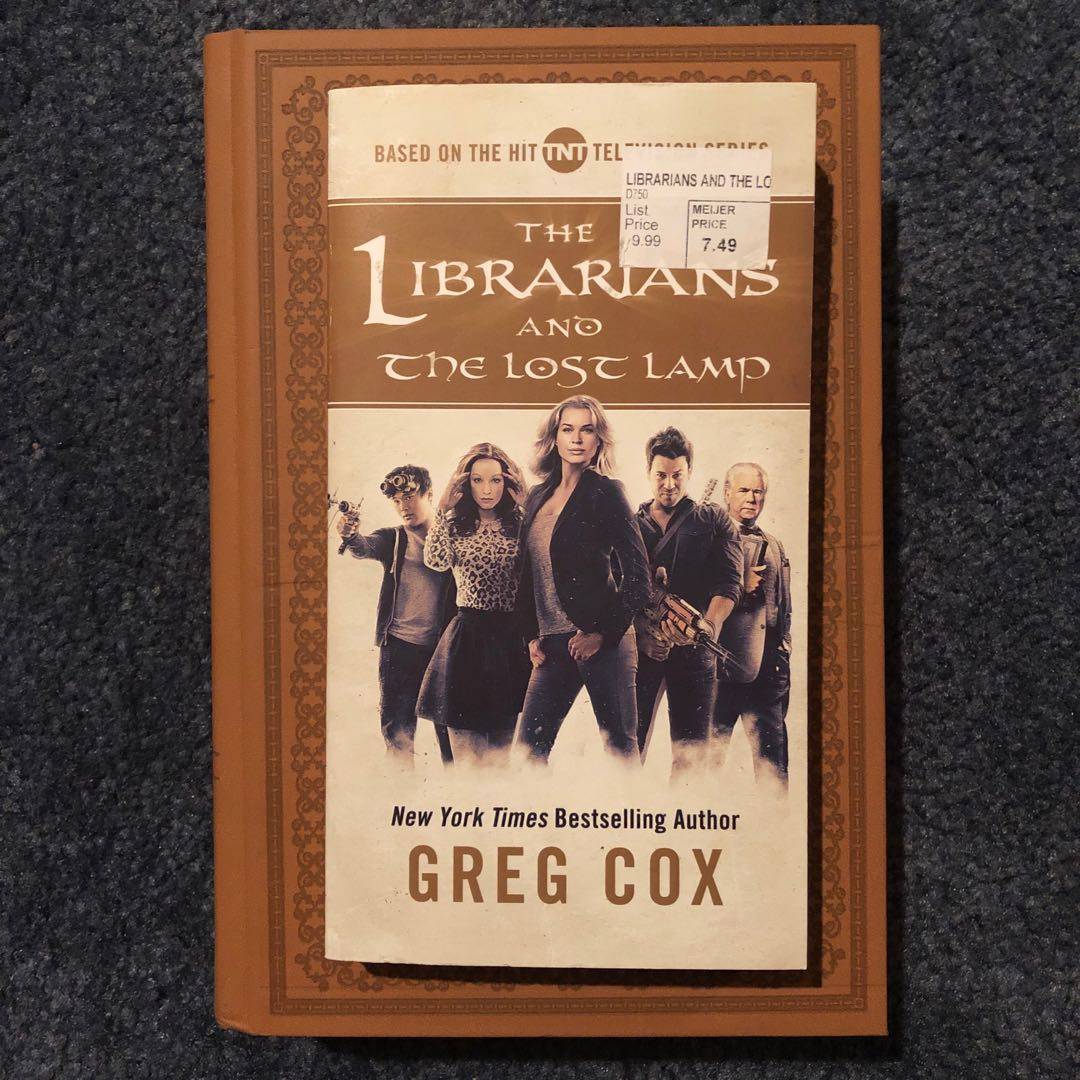 BASED ON THE HIT TNT TELEVISION SERIES
LIBRARIANS AND THE LO
D750
List
Price
9.99
MEIJER
PRICE
7.49
THE
LIBRARIANS
AND
THE LOST LAMP
New York Times Bestselling Author
GREG COX